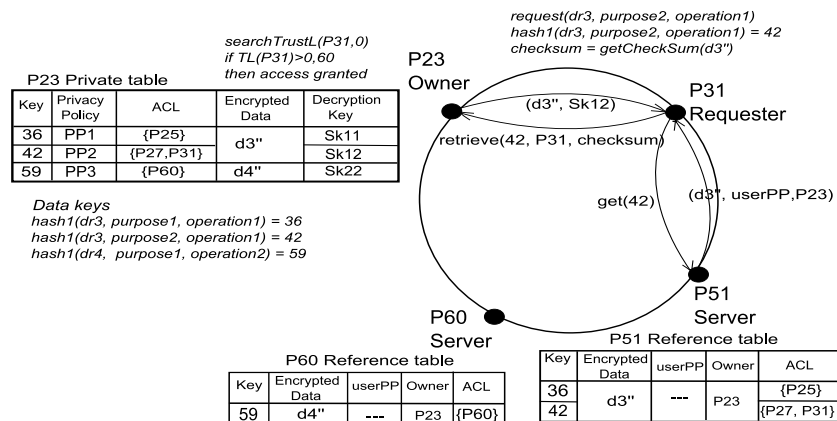 request(dr3, purpose2, operation1)
hash1(dr3, purpose2, operation1) = 42
checksum = getCheckSum(d3")
searchTrustL(P31,0)
if TL(P31)>0,60
then access granted
P23
Owner
P31
Requester
(d3", Sk12)
retrieve(42, P31, checksum)
get(42)
(d3", userPP,P23)
P23 Private table
Key Privacy Policy ACL Encrypted Data Decryption Key
36 PP1 {P25} d3" Sk11
42 PP2 {P27,P31} Sk12
59 PP3 {P60} d4" Sk22
Data keys
hash1(dr3, purpose1, operation1) = 36
hash1(dr3, purpose2, operation1) = 42
hash1(dr4, purpose1, operation2) = 59
P60
Server
P51
Server
P60 Reference table
Key Encrypted Data userPP Owner ACL
59 d4" --- P23 {P60}
P51 Reference table
Key Encrypted Data userPP Owner ACL
36 d3" --- P23 {P25}
42 {P27, P31}